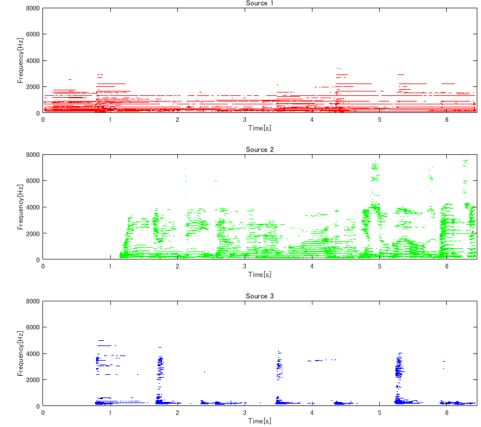 Source 1
8000
6000
4000
2000
0
Frequency[Hz]
0 1 2 3 4 5 6
Time[s]
Source 2
8000
6000
4000
2000
0
Frequency[Hz]
0 1 2 3 4 5 6
Time[s]
Source 3
8000
6000
4000
2000
0
Frequency[Hz]
0 1 2 3 4 5 6
Time[s]